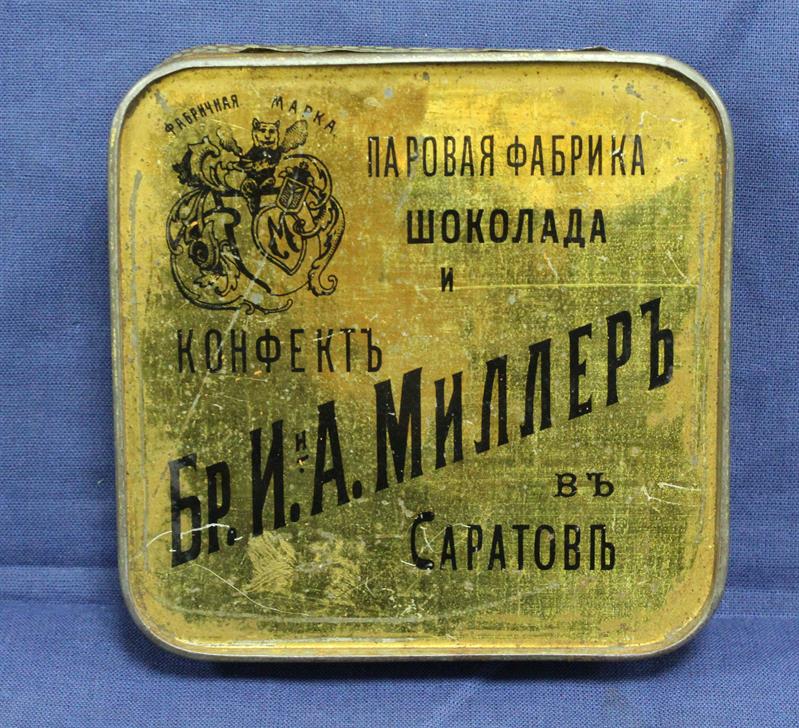 ФАБРИЧНАЯ МАРКА.
М
ПАРОВАЯ ФАБРИКА
ШОКОЛАДА
и
КОНФЕКТЪ
БР. И. и А. МИЛЛЕРЪ
ВЪ
САРАТОВѢ